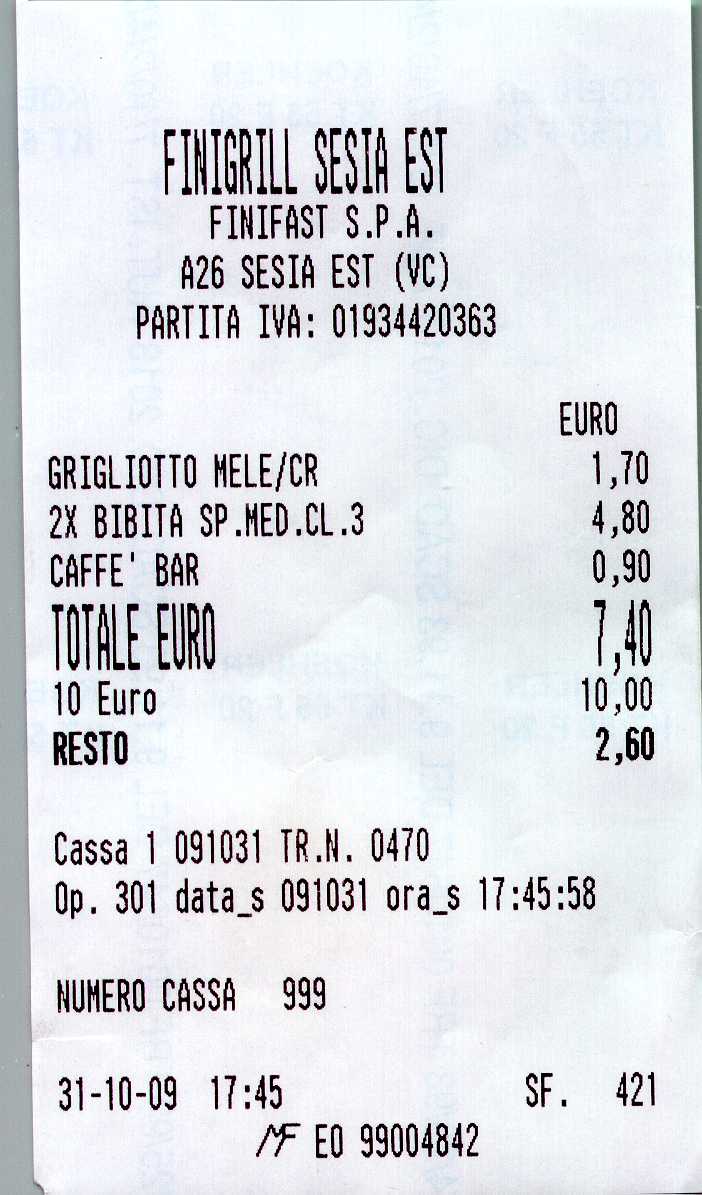 FINIGRILL SESIA EST
FINIFAST S.P.A.
A26 SESIA EST (VC)
PARTITA IVA: 01934420363
EURO
GRIGLIOTTO MELE/CR 1,70
2X BIBITA SP.MED.CL.3 4,80
CAFFE' BAR 0,90
TOTALE EURO 7,40
10 Euro 10,00
RESTO 2,60
Cassa 1 091031 TR.N. 0470
Op. 301 data_s 091031 ora_s 17:45:58
NUMERO CASSA 999
31-10-09 17:45 SF. 421
MF EO 99004842